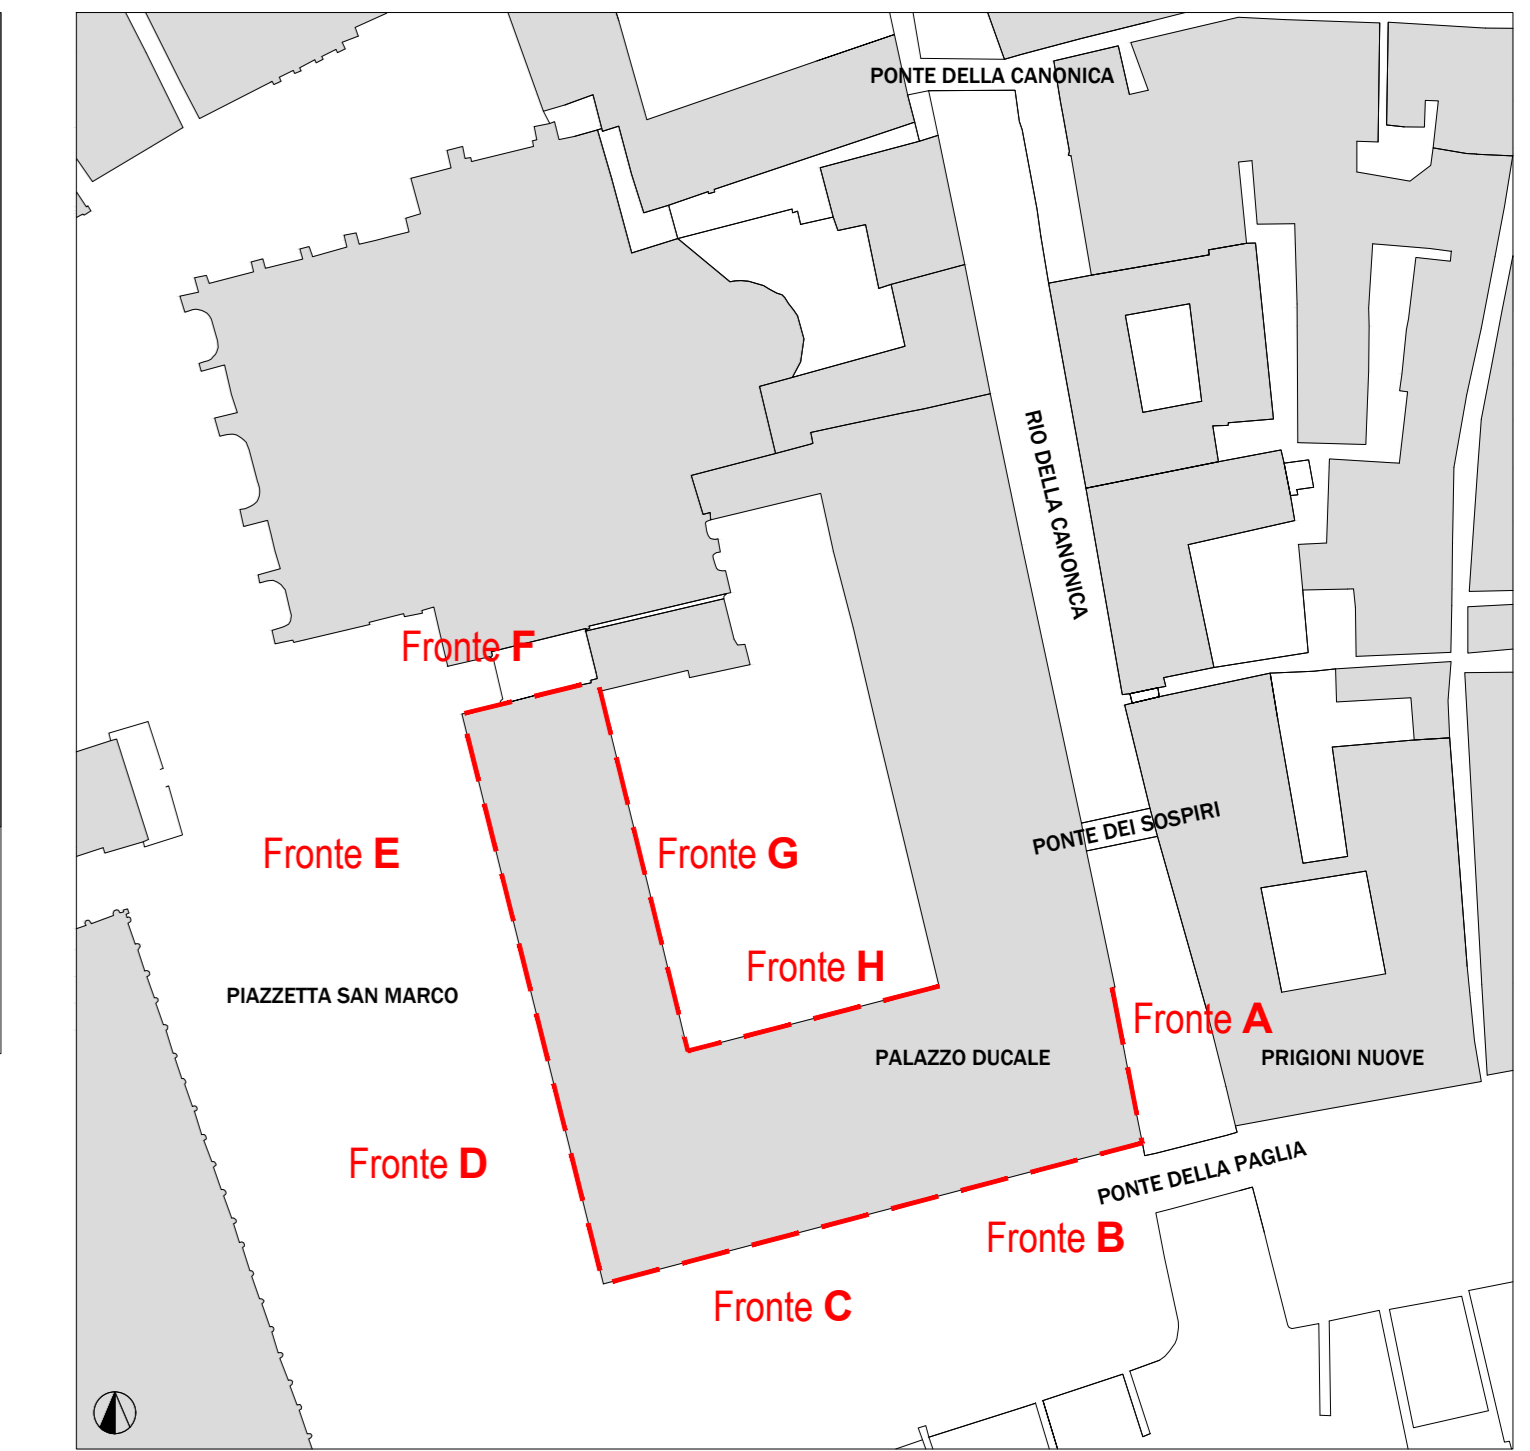 PONTE DELLA CANONICA
RIO DELLA CANONICA
Fronte F
PONTE DEI SOSPIRI
Fronte E
Fronte G
Fronte H
PIAZZETTA SAN MARCO
Fronte A
PALAZZO DUCALE
PRIGIONI NUOVE
Fronte D
PONTE DELLA PAGLIA
Fronte B
Fronte C